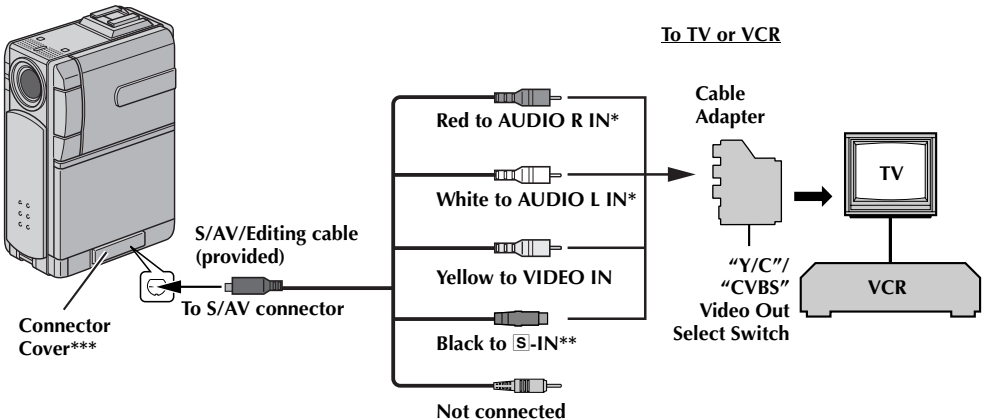 To TV or VCR
Red to AUDIO R IN*
Cable
Adapter
White to AUDIO L IN*
TV
S/AV/Editing cable
(provided)
Yellow to VIDEO IN
"Y/C"/
"CVBS"
Video Out
Select Switch
VCR
To S/AV connector
Connector
Cover***
Black to S-IN**
Not connected